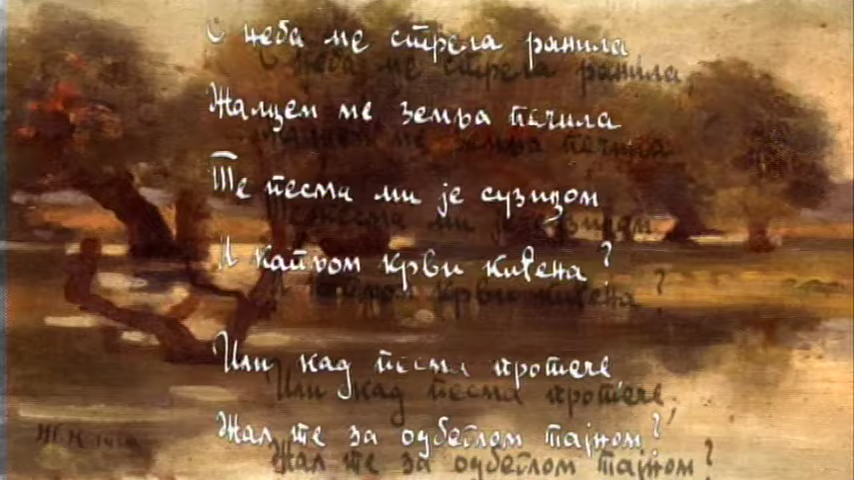 С неба ме стрела ранила
Жалцем ме земља печила
Те песма ми је сузицом
И капљом крви кићена?
Или кад песма протече
Жал те за одбеглом тајном?